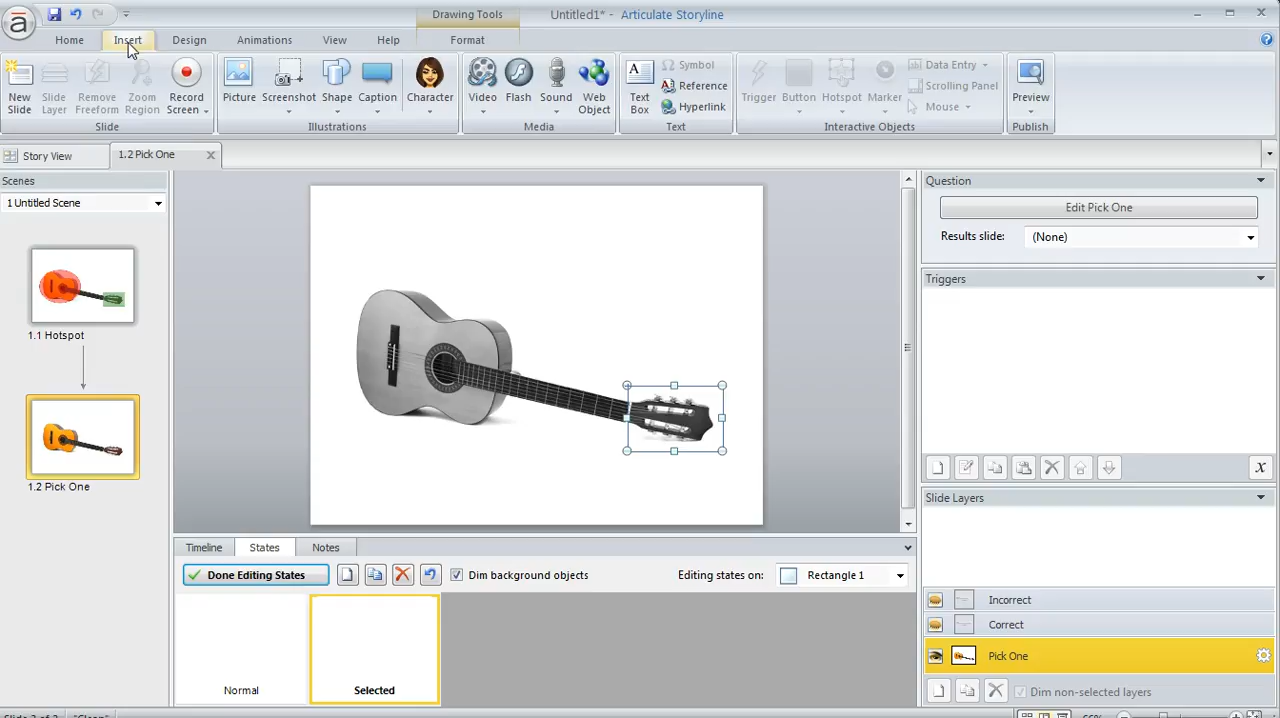 Drawing Tools
Untitled1* - Articulate Storyline
Home Insert Design Animations View Help Format
New Slide
Slide Layer
Remove Freeform
Zoom Region
Record Screen
Slide
Picture Screenshot Shape Caption Character
Illustrations
Video Flash Sound Web Object
Media
Text Box
Symbol
Reference
Hyperlink
Text
Trigger Button Hotspot Marker
Data Entry
Scrolling Panel
Mouse
Interactive Objects
Preview
Publish
Story View
1.2 Pick One
Scenes
1 Untitled Scene
1.1 Hotspot
1.2 Pick One
Question
Edit Pick One
Results slide: (None)
Triggers
x
Slide Layers
Incorrect
Correct
Pick One
Dim non-selected layers
Timeline States Notes
Done Editing States
Dim background objects
Editing states on: Rectangle 1
Normal
Selected